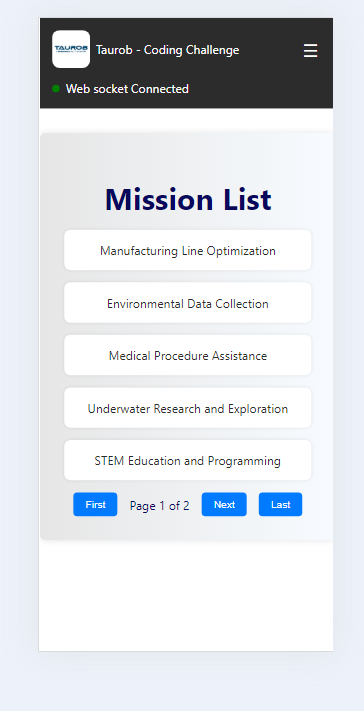 TAUROB
Taurob - Coding Challenge
Web socket Connected
Mission List
Manufacturing Line Optimization
Environmental Data Collection
Medical Procedure Assistance
Underwater Research and Exploration
STEM Education and Programming
First Page 1 of 2 Next Last